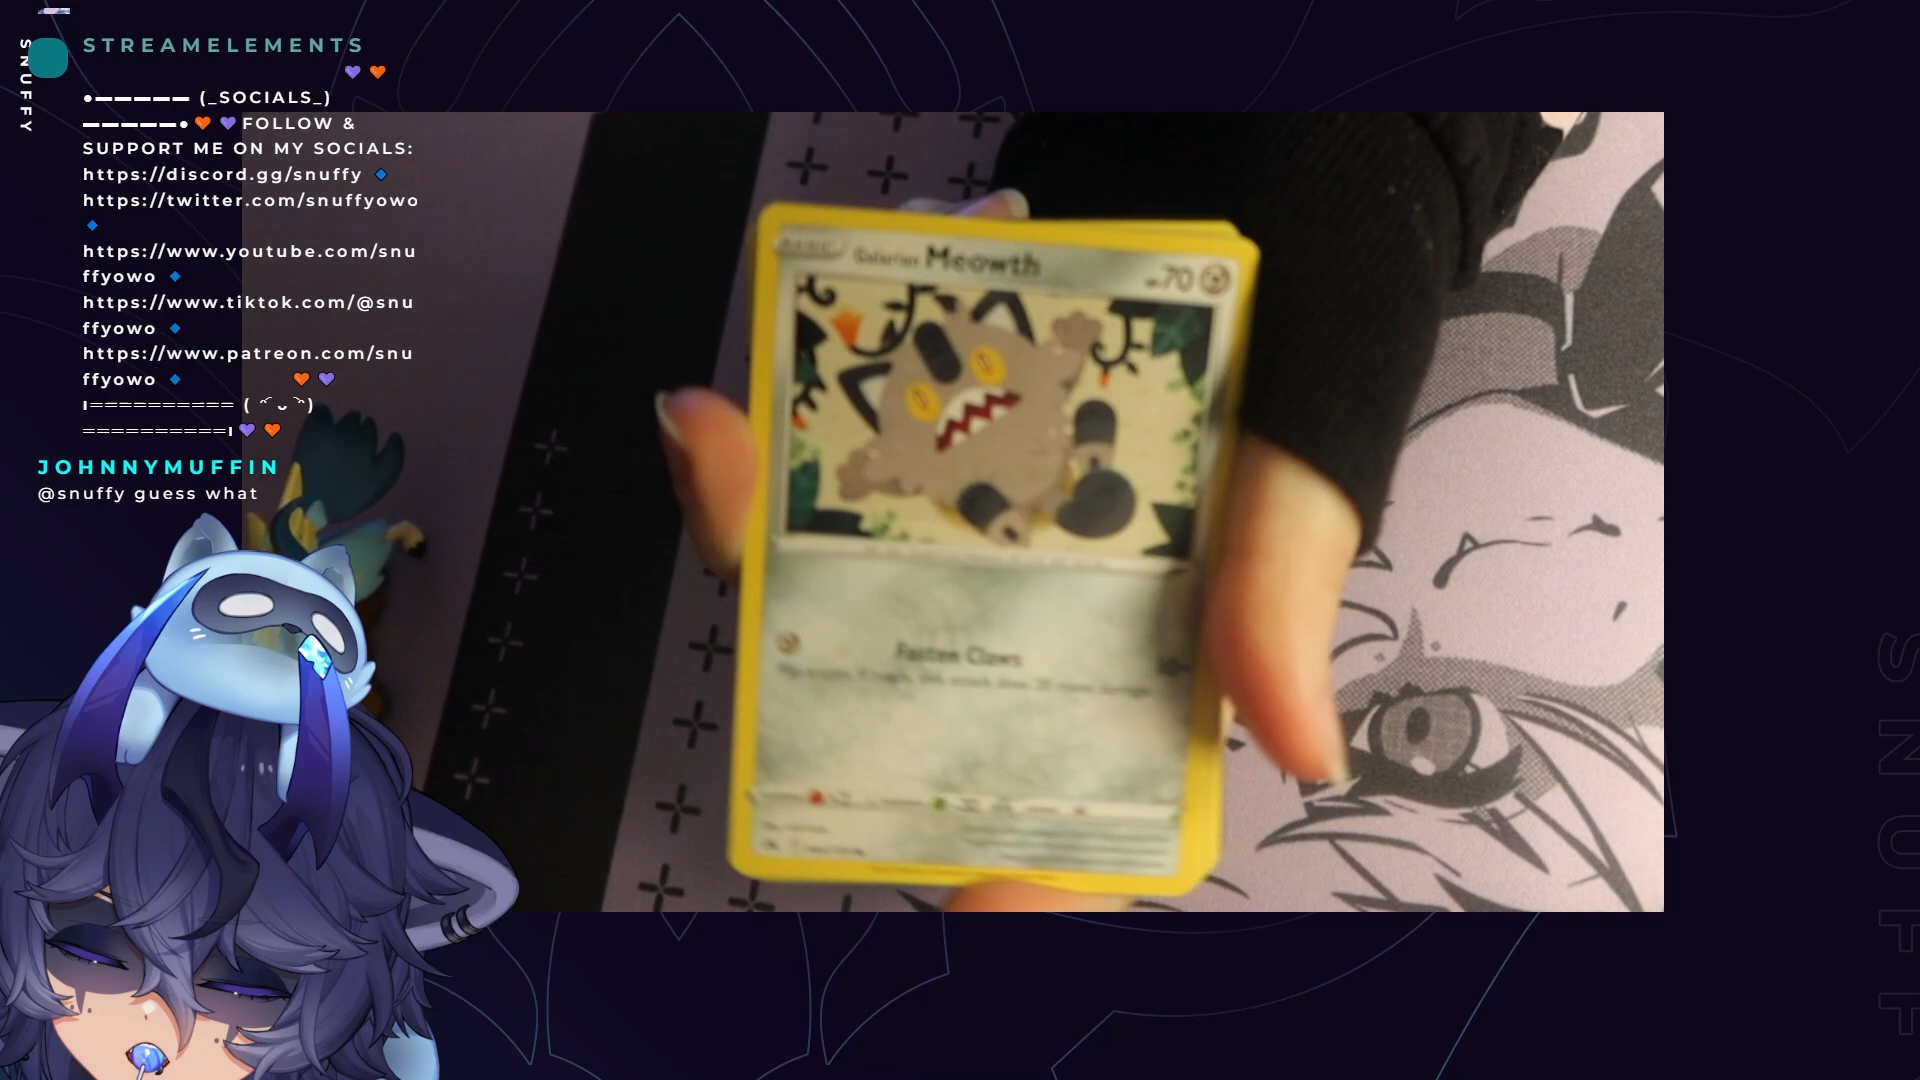 SNUFFY
STREAMELEMENTS
💜 🧡
●▬▬▬▬▬ (_SOCIALS_)
▬▬▬▬▬● 🧡 💜 FOLLOW &
SUPPORT ME ON MY SOCIALS:
https://discord.gg/snuffy 🔹
https://twitter.com/snuffyowo
🔹
https://www.youtube.com/snu
ffyowo 🔹
https://www.tiktok.com/@snu
ffyowo 🔹
https://www.patreon.com/snu
ffyowo 🔹 🧡 💜
ı══════════ ( ͡ᵔ ͜ʖ ͡ᵔ )
══════════ı 💜 🧡
JOHNNYMUFFIN
@snuffy guess what
BASIC Galarian Meowth 70
Fasten Claws
SNUFF